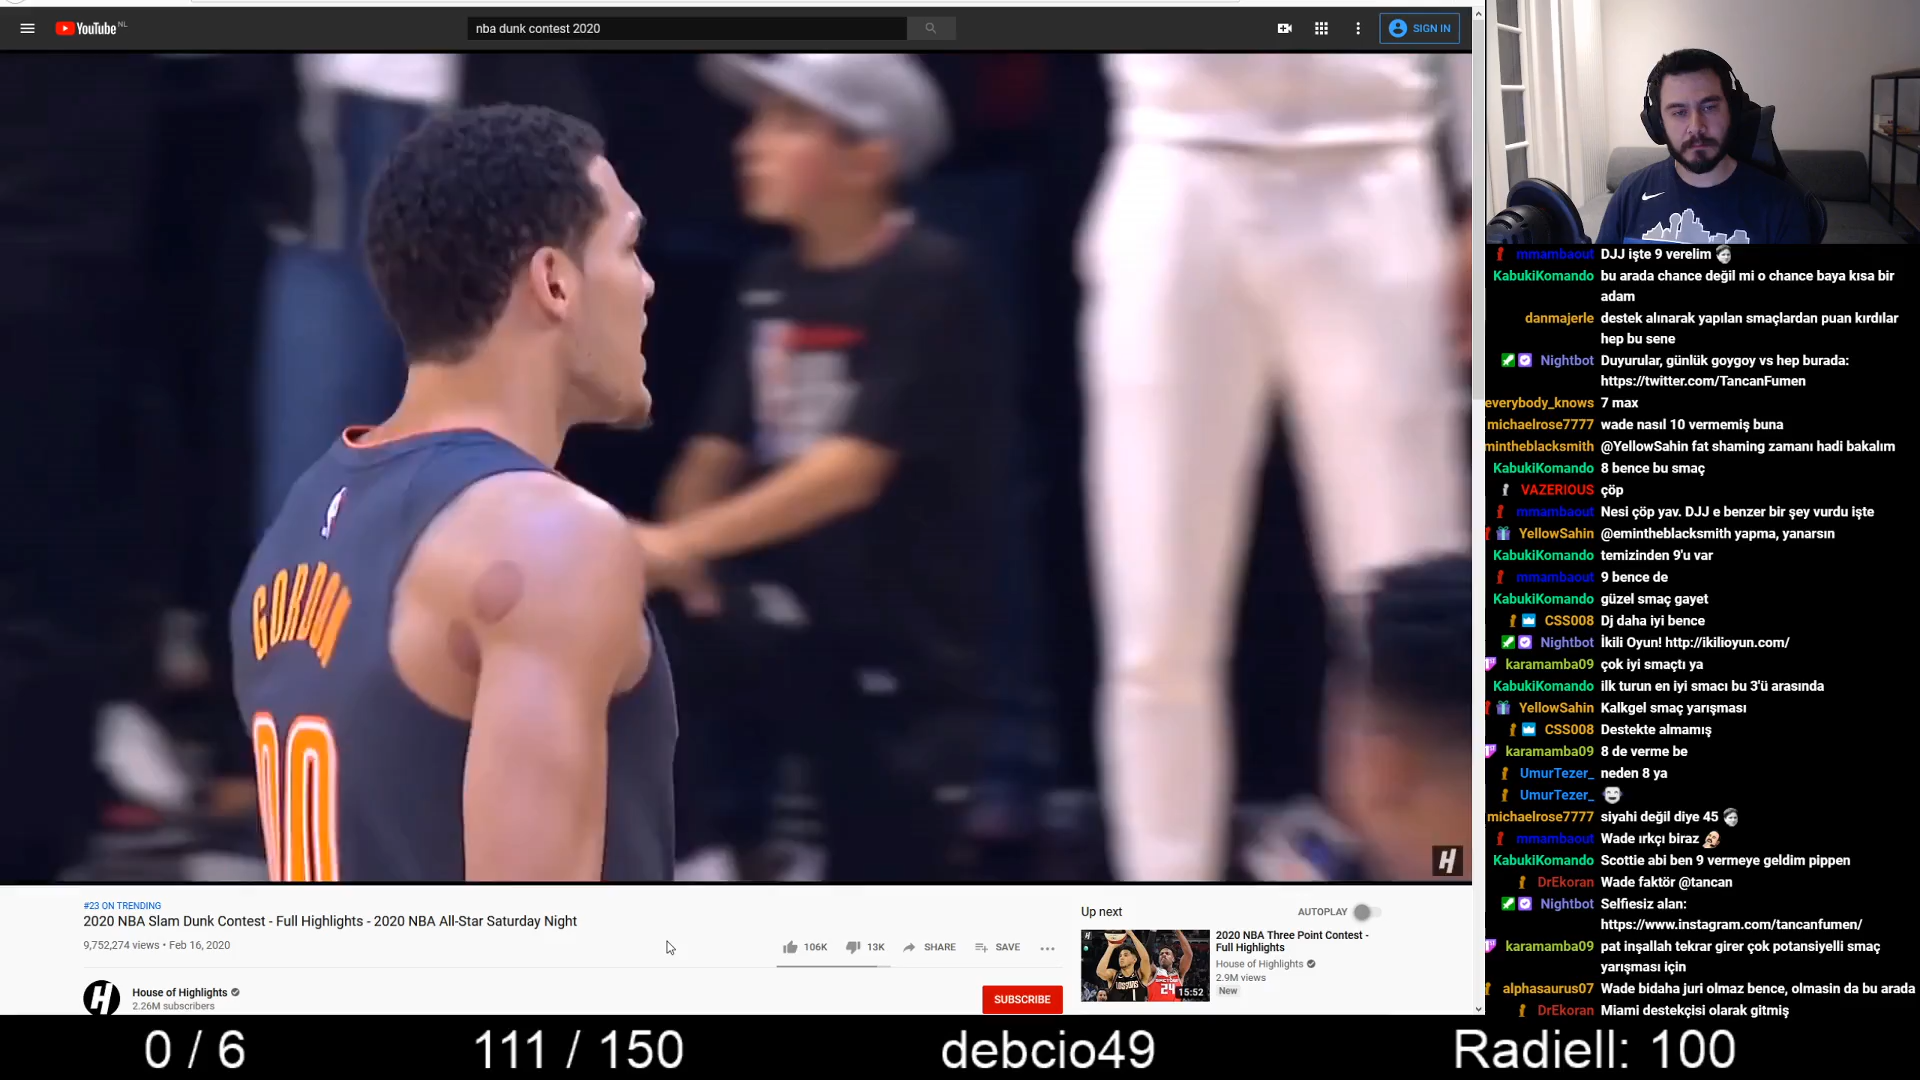 YouTube NL
nba dunk contest 2020
SIGN IN
GORDON
00
H
#23 ON TRENDING
2020 NBA Slam Dunk Contest - Full Highlights - 2020 NBA All-Star Saturday Night
9,752,274 views • Feb 16, 2020
106K
13K
SHARE
SAVE
H
House of Highlights
2.26M subscribers
SUBSCRIBE
Up next
AUTOPLAY
2020 NBA Three Point Contest -
Full Highlights
House of Highlights
2.9M views
New
15:52
mmambaout DJJ işte 9 verelim
KabukiKomando bu arada chance değil mi o chance baya kısa bir
adam
danmajerle destek alınarak yapılan smaçlardan puan kırdılar
hep bu sene
Nightbot Duyurular, günlük goygoy vs hep burada:
https://twitter.com/TancanFumen
everybody_knows 7 max
michaelrose7777 wade nasıl 10 vermemiş buna
mintheblacksmith @YellowSahin fat shaming zamanı hadi bakalım
KabukiKomando 8 bence bu smaç
VAZERIOUS çöp
mmambaout Nesi çöp yav. DJJ e benzer bir şey vurdu işte
YellowSahin @emintheblacksmith yapma, yanarsın
KabukiKomando temizinden 9'u var
mmambaout 9 bence de
KabukiKomando güzel smaç gayet
CSS008 Dj daha iyi bence
Nightbot İkili Oyun! http://ikilioyun.com/
karamamba09 çok iyi smaçtı ya
KabukiKomando ilk turun en iyi smacı bu 3'ü arasında
YellowSahin Kalkgel smaç yarışması
CSS008 Destekte almamış
karamamba09 8 de verme be
UmurTezer_ neden 8 ya
UmurTezer_
michaelrose7777 siyahi değil diye 45
mmambaout Wade ırkçı biraz
KabukiKomando Scottie abi ben 9 vermeye geldim pippen
DrEkoran Wade faktör @tancan
Nightbot Selfiesiz alan:
https://www.instagram.com/tancanfumen/
karamamba09 pat inşallah tekrar girer çok potansiyelli smaç
yarışması için
alphasaurus07 Wade bidaha juri olmaz bence, olmasin da bu arada
DrEkoran Miami destekçisi olarak gitmiş
0 / 6
111 / 150
debcio49
Radiell: 100